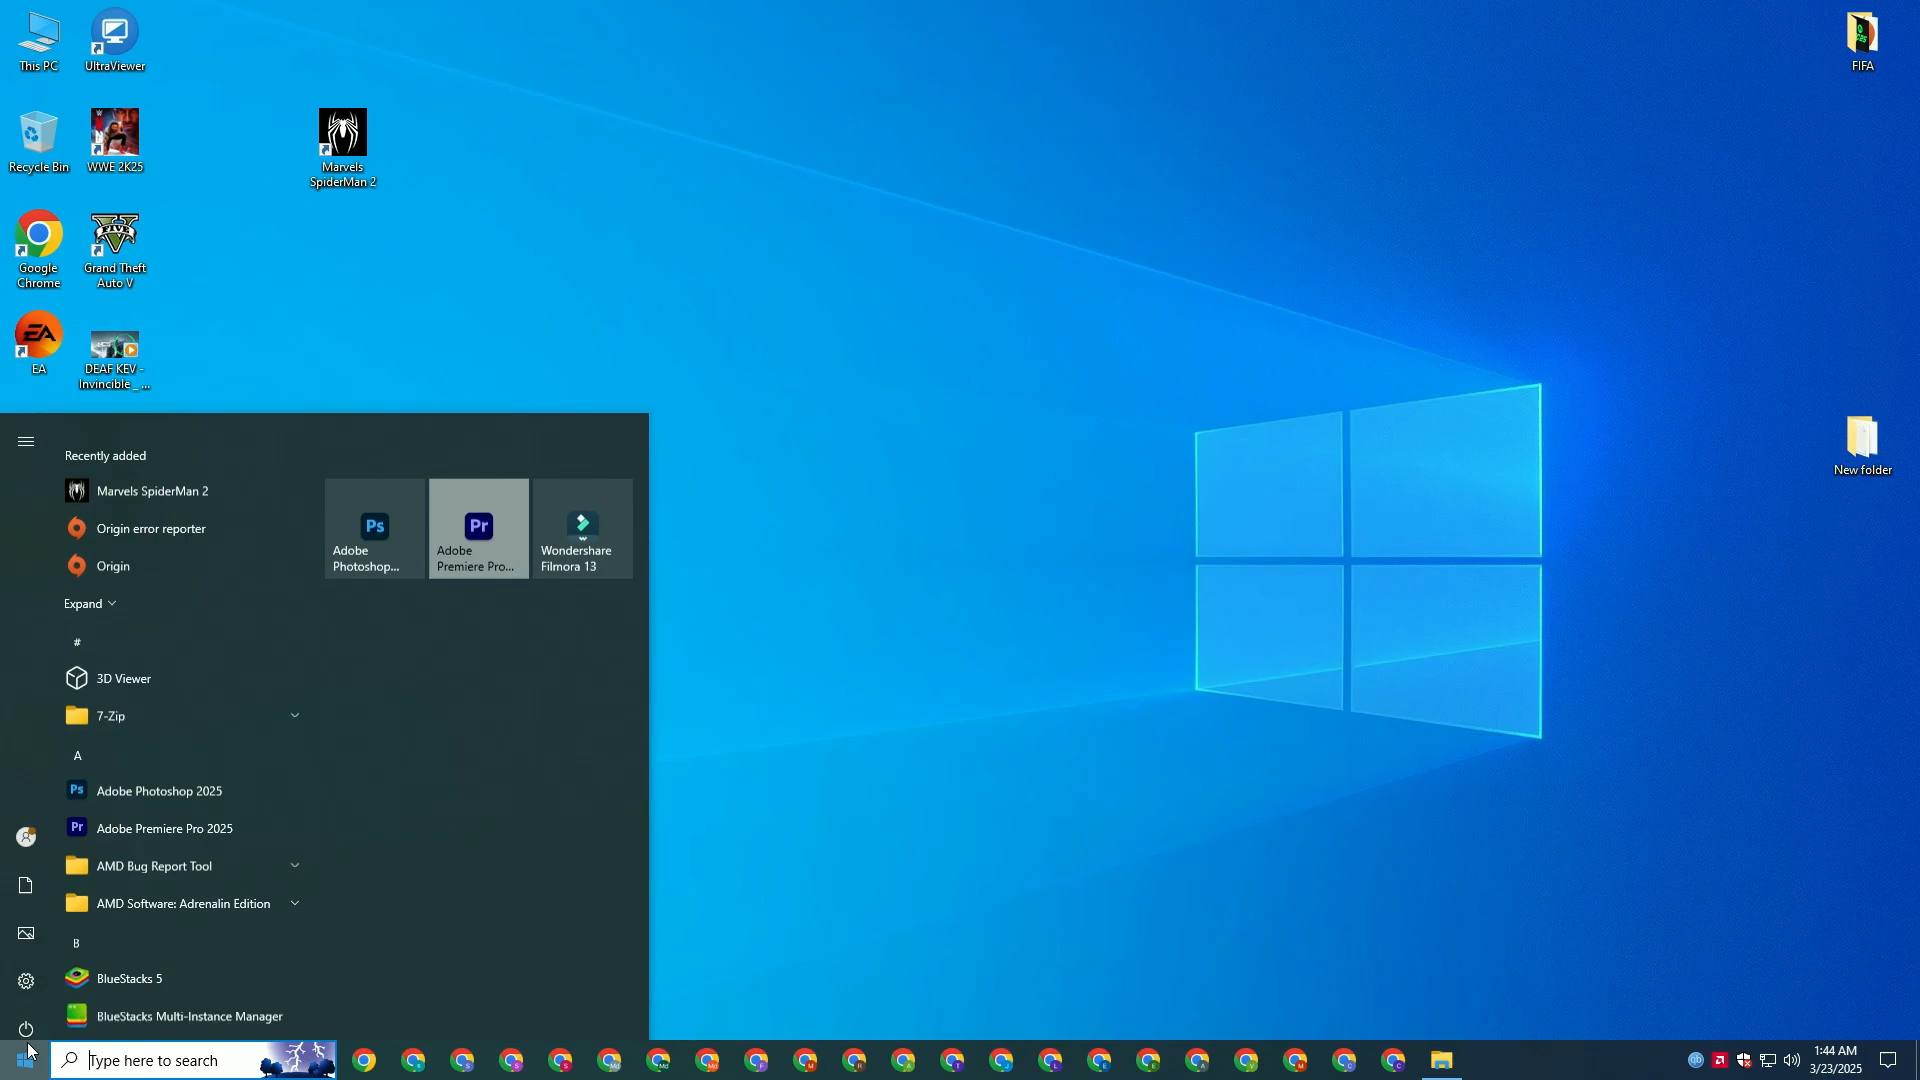 This PC
UltraViewer
FIFA
Recycle Bin
WWE 2K25
Marvels
SpiderMan 2
Google
Chrome
Grand Theft
Auto V
EA
DEAF KEV -
Invincible _ ...
New folder
Recently added
Marvels SpiderMan 2
Origin error reporter
Origin
Expand
#
3D Viewer
7-Zip
A
Adobe Photoshop 2025
Adobe Premiere Pro 2025
AMD Bug Report Tool
AMD Software: Adrenalin Edition
B
BlueStacks 5
BlueStacks Multi-Instance Manager
Ps
Adobe
Photoshop...
Pr
Adobe
Premiere Pro...
Wondershare
Filmora 13
Type here to search
1:44 AM
3/23/2025